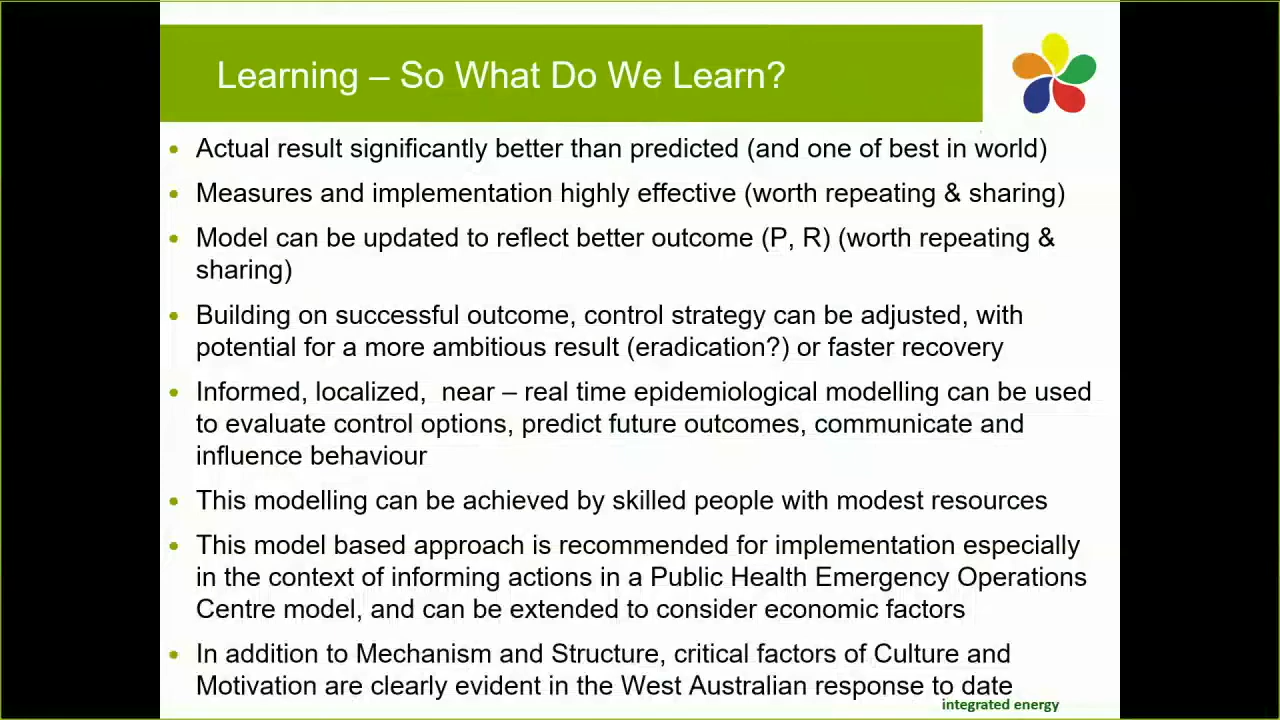 Learning – So What Do We Learn?
• Actual result significantly better than predicted (and one of best in world)
• Measures and implementation highly effective (worth repeating & sharing)
• Model can be updated to reflect better outcome (P, R) (worth repeating &
sharing)
• Building on successful outcome, control strategy can be adjusted, with
potential for a more ambitious result (eradication?) or faster recovery
• Informed, localized,  near – real time epidemiological modelling can be used
to evaluate control options, predict future outcomes, communicate and
influence behaviour
• This modelling can be achieved by skilled people with modest resources
• This model based approach is recommended for implementation especially
in the context of informing actions in a Public Health Emergency Operations
Centre model, and can be extended to consider economic factors
• In addition to Mechanism and Structure, critical factors of Culture and
Motivation are clearly evident in the West Australian response to date
integrated energy